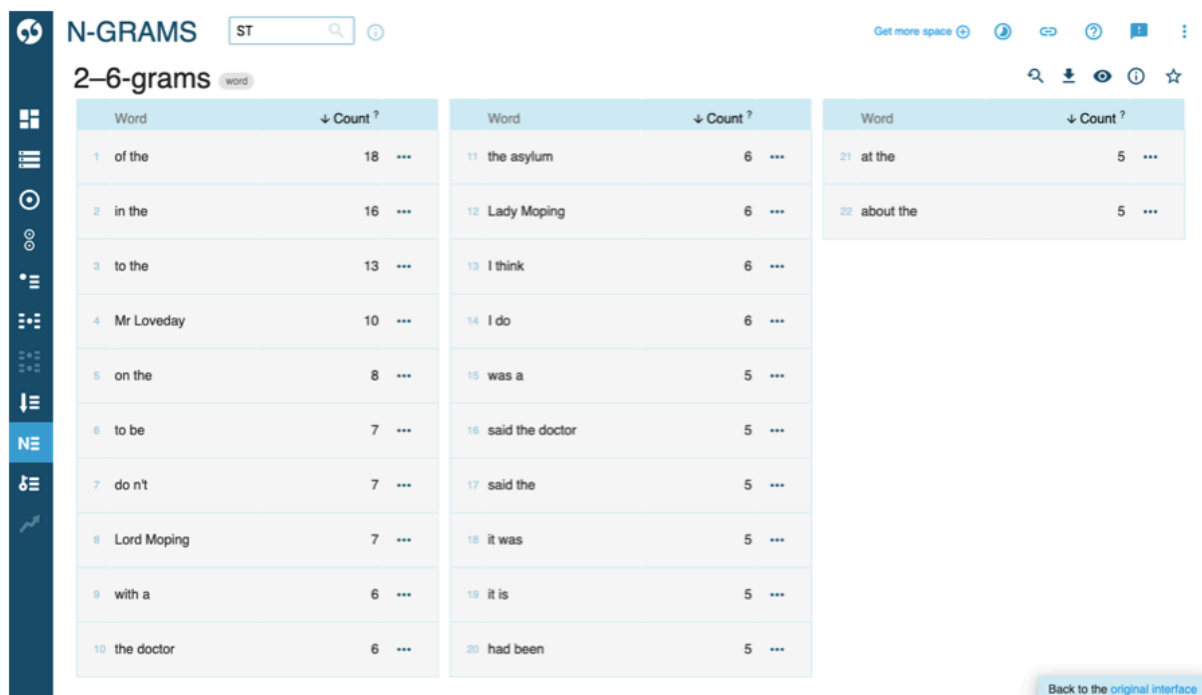 N-GRAMS ST Get more space
2–6-grams word
Word ↓ Count ?
1 of the 18
2 in the 16
3 to the 13
4 Mr Loveday 10
5 on the 8
6 to be 7
7 do n't 7
8 Lord Moping 7
9 with a 6
10 the doctor 6
Word ↓ Count ?
11 the asylum 6
12 Lady Moping 6
13 I think 6
14 I do 6
15 was a 5
16 said the doctor 5
17 said the 5
18 it was 5
19 it is 5
20 had been 5
Word ↓ Count ?
21 at the 5
22 about the 5
Back to the original interface